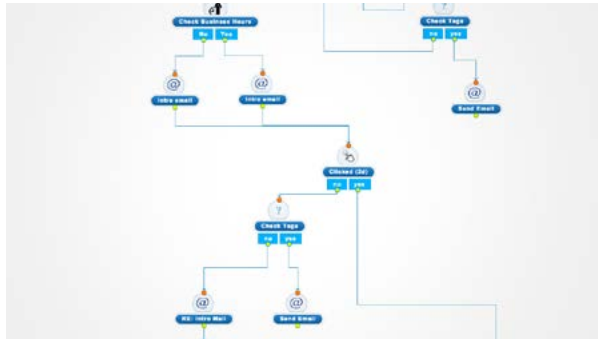 Check Business Hours
No Yes
Check Tags
no yes
@
Intro email
@
Intro email
@
Send Email
Clicked (2d)
no yes
?
Check Tags
no yes
@
RE: Intro Mail
@
Send Email